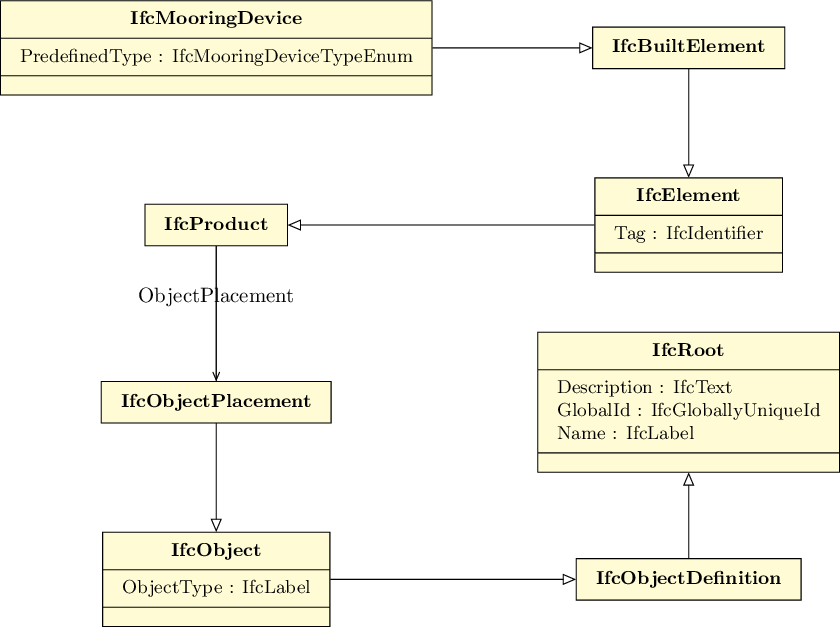 IfcMooringDevice
PredefinedType : IfcMooringDeviceTypeEnum
IfcBuiltElement
IfcElement
Tag : IfcIdentifier
IfcProduct
ObjectPlacement
IfcObjectPlacement
IfcRoot
Description : IfcText
GlobalId : IfcGloballyUniqueId
Name : IfcLabel
IfcObject
ObjectType : IfcLabel
IfcObjectDefinition